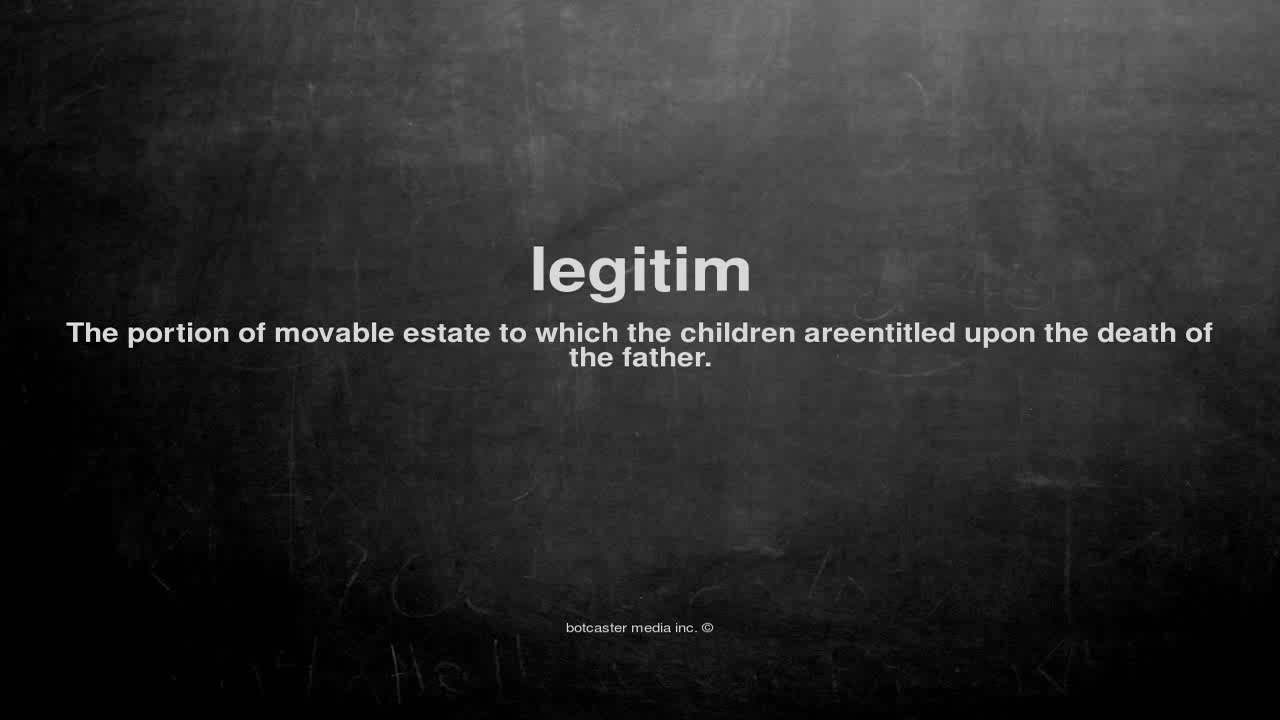 legitim
The portion of movable estate to which the children areentitled upon the death of
the father.
botcaster media inc. ©